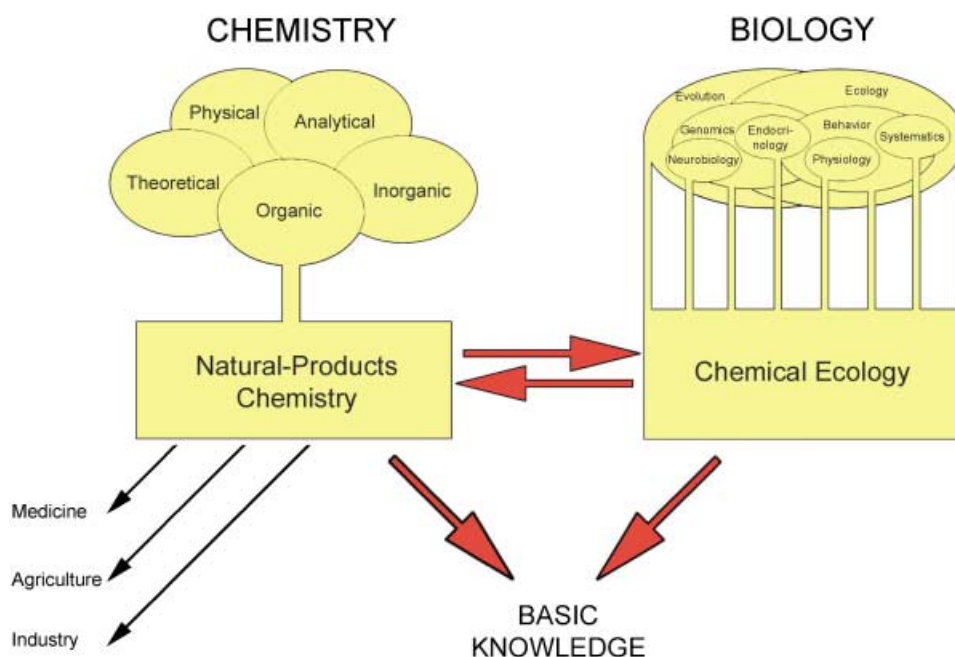 CHEMISTRY
BIOLOGY
Physical
Analytical
Theoretical
Organic
Inorganic
Evolution
Ecology
Genomics
Endocri-
nology
Behavior
Systematics
Neurobiology
Physiology
Natural-Products
Chemistry
Chemical Ecology
Medicine
Agriculture
Industry
BASIC
KNOWLEDGE